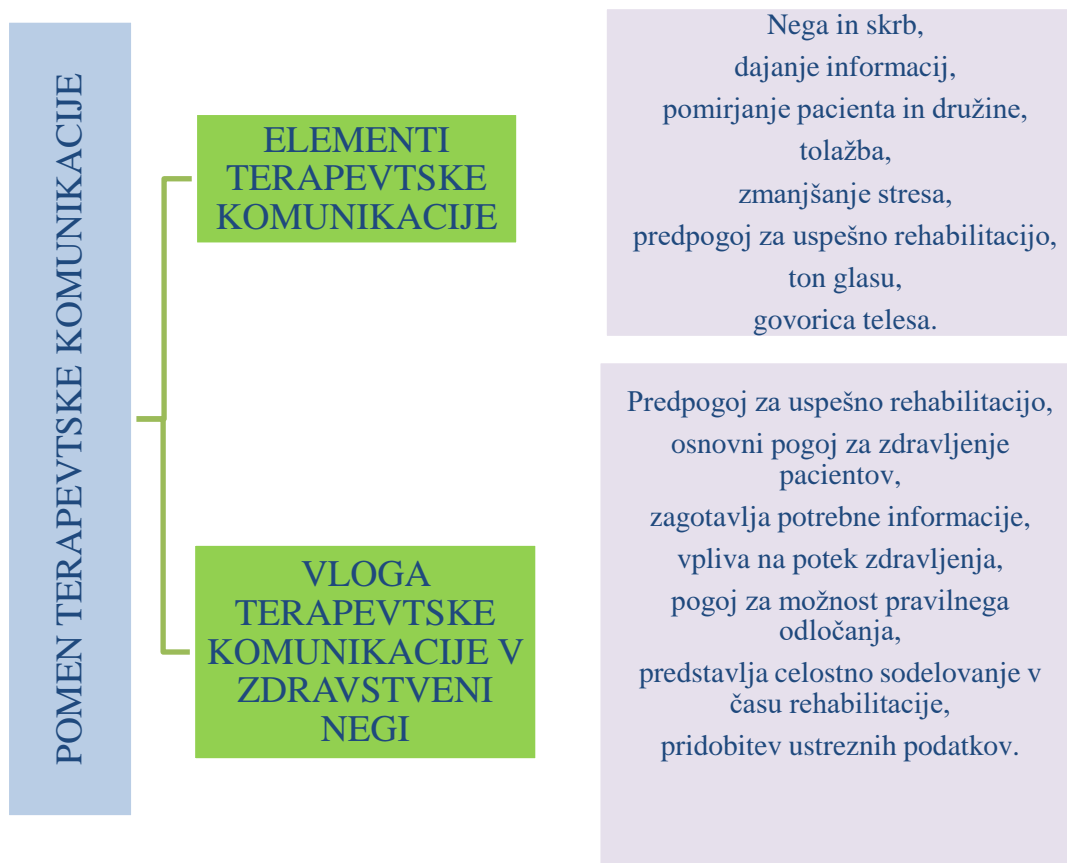 POMEN TERAPEVTSKE KOMUNIKACIJE
ELEMENTI
TERAPEVTSKE
KOMUNIKACIJE
Nega in skrb,
dajanje informacij,
pomirjanje pacienta in družine,
tolažba,
zmanjšanje stresa,
predpogoj za uspešno rehabilitacijo,
ton glasu,
govorica telesa.
VLOGA
TERAPEVTSKE
KOMUNIKACIJE V
ZDRAVSTVENI
NEGI
Predpogoj za uspešno rehabilitacijo,
osnovni pogoj za zdravljenje
pacientov,
zagotavlja potrebne informacije,
vpliva na potek zdravljenja,
pogoj za možnost pravilnega
odločanja,
predstavlja celostno sodelovanje v
času rehabilitacije,
pridobitev ustreznih podatkov.